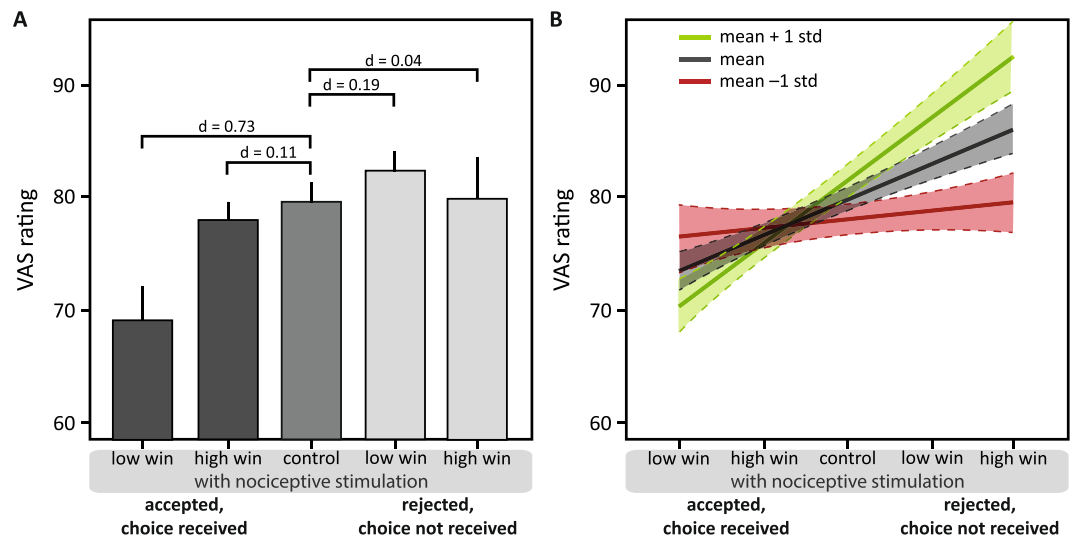 A
VAS rating
90
80
70
60
d = 0.04
d = 0.19
d = 0.73
d = 0.11
low win high win control low win high win
with nociceptive stimulation
accepted,
choice received
rejected,
choice not received
B
VAS rating
90
80
70
60
mean + 1 std
mean
mean –1 std
low win high win control low win high win
with nociceptive stimulation
accepted,
choice received
rejected,
choice not received